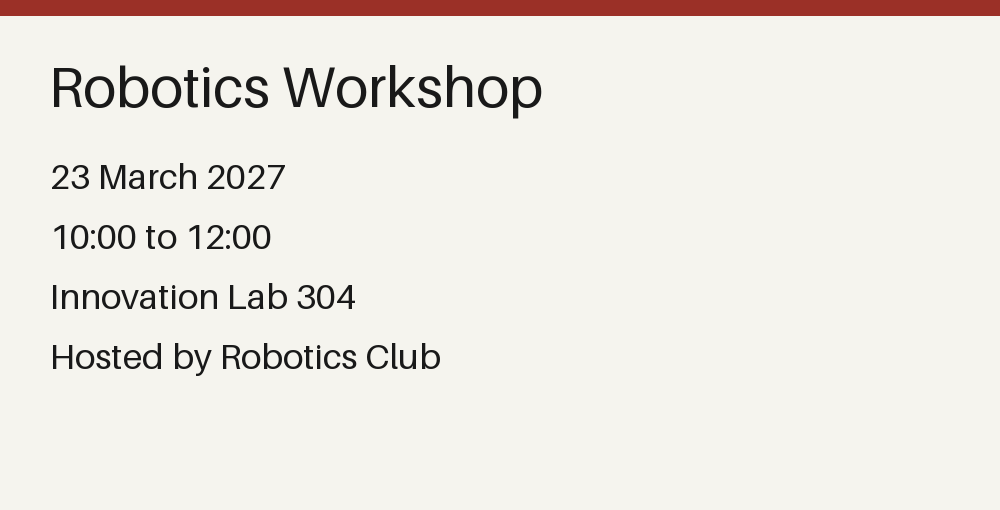 Robotics Workshop
23 March 2027
10:00 to 12:00
Innovation Lab 304
Hosted by Robotics Club